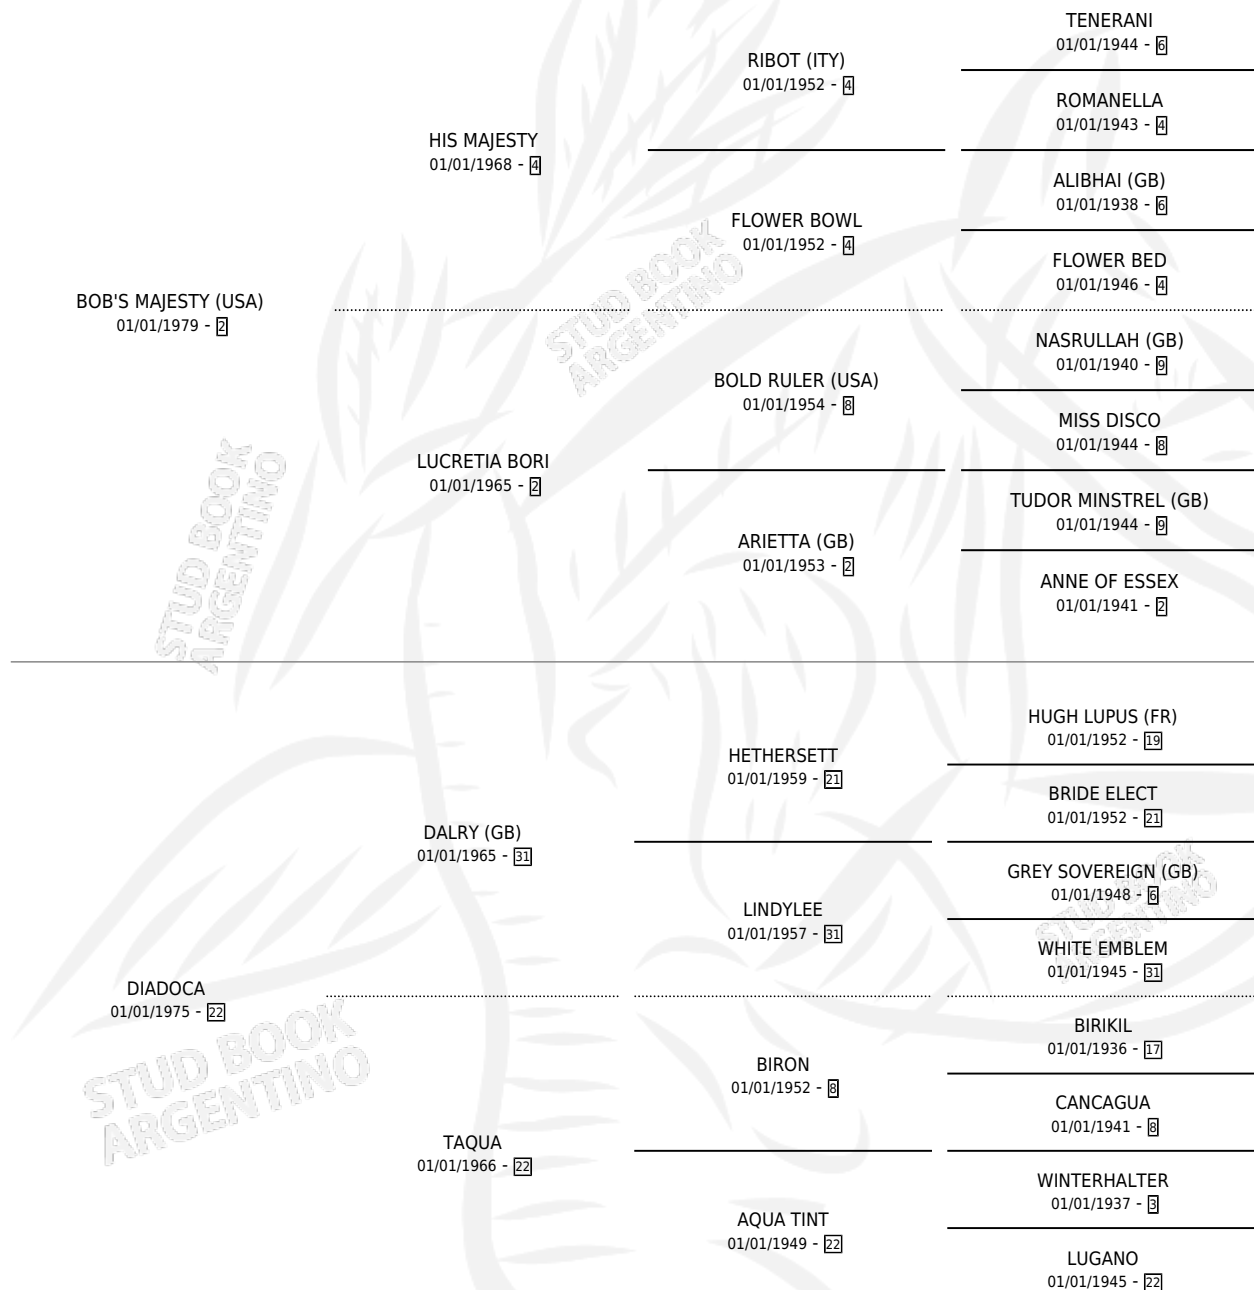 TENERANI
01/01/1944 - 6
RIBOT (ITY)
01/01/1952 - 4
ROMANELLA
01/01/1943 - 4
HIS MAJESTY
01/01/1968 - 4
ALIBHAI (GB)
01/01/1938 - 6
FLOWER BOWL
01/01/1952 - 4
FLOWER BED
01/01/1946 - 4
BOB'S MAJESTY (USA)
01/01/1979 - 2
NASRULLAH (GB)
01/01/1940 - 9
BOLD RULER (USA)
01/01/1954 - 8
MISS DISCO
01/01/1944 - 8
LUCRETIA BORI
01/01/1965 - 2
TUDOR MINSTREL (GB)
01/01/1944 - 9
ARIETTA (GB)
01/01/1953 - 2
ANNE OF ESSEX
01/01/1941 - 2
HUGH LUPUS (FR)
01/01/1952 - 19
HETHERSETT
01/01/1959 - 21
BRIDE ELECT
01/01/1952 - 21
DALRY (GB)
01/01/1965 - 31
GREY SOVEREIGN (GB)
01/01/1948 - 6
LINDYLEE
01/01/1957 - 31
WHITE EMBLEM
01/01/1945 - 31
DIADOCA
01/01/1975 - 22
BIRIKIL
01/01/1936 - 17
BIRON
01/01/1952 - 8
CANCAGUA
01/01/1941 - 8
TAQUA
01/01/1966 - 22
WINTERHALTER
01/01/1937 - 3
AQUA TINT
01/01/1949 - 22
LUGANO
01/01/1945 - 22
STUD BOOK
ARGENTINO
STUD BOOK
ARGENTINO
STUD BOOK
ARGENTINO
STUD BOOK
ARGENTINO